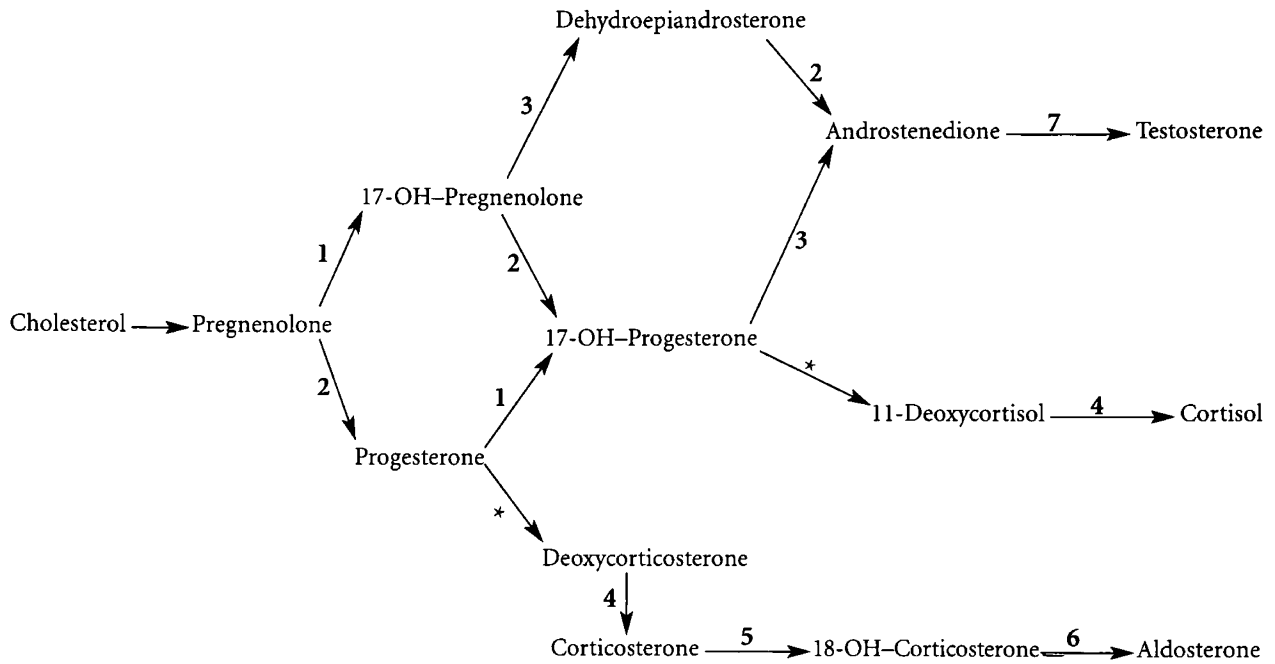 Dehydroepiandrosterone
2
3
Androstenedione
7
Testosterone
17-OH–Pregnenolone
1
2
3
Cholesterol
Pregnenolone
17-OH–Progesterone
*
2
1
11-Deoxycortisol
4
Cortisol
Progesterone
*
Deoxycorticosterone
4
Corticosterone
5
18-OH–Corticosterone
6
Aldosterone